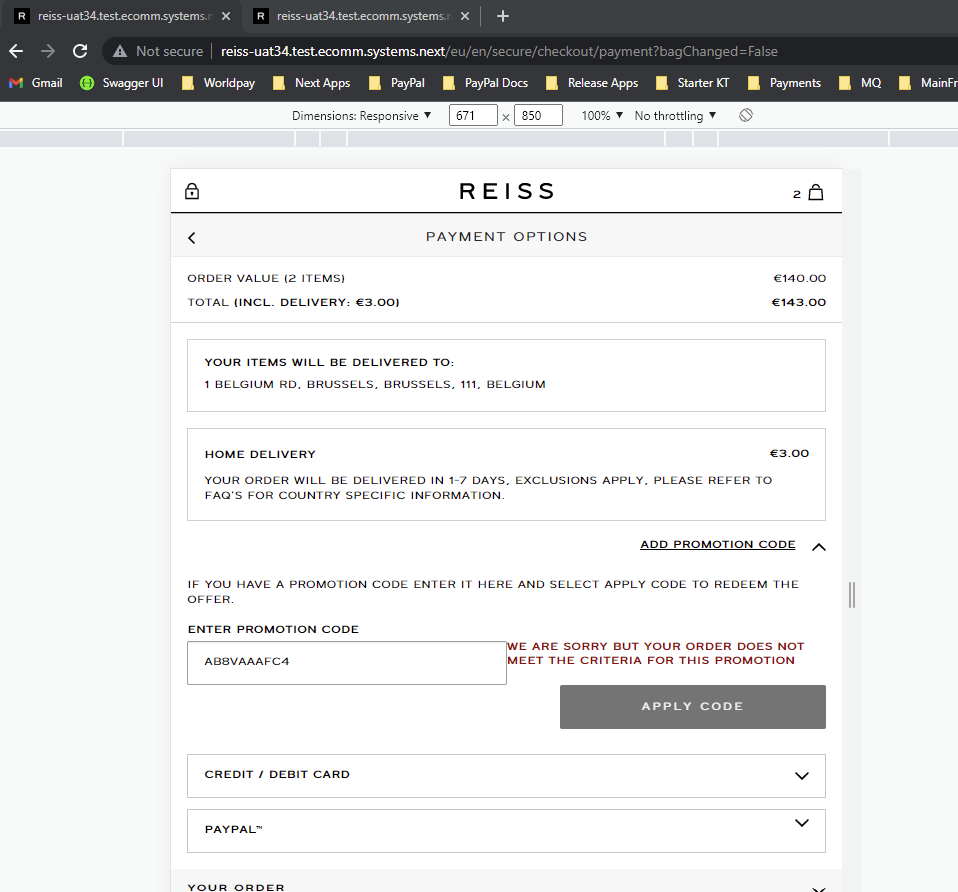 R reiss-uat34.test.ecomm.systems. R reiss-uat34.test.ecomm.systems.
Not secure reiss-uat34.test.ecomm.systems.next/eu/en/secure/checkout/payment?bagChanged=False
Gmail Swagger UI Worldpay Next Apps PayPal PayPal Docs Release Apps Starter KT Payments MQ MainFr
Dimensions: Responsive ▼ 671 x 850 100% ▼ No throttling ▼
REISS 2
PAYMENT OPTIONS
ORDER VALUE (2 ITEMS) €140.00
TOTAL (INCL. DELIVERY: €3.00) €143.00
YOUR ITEMS WILL BE DELIVERED TO:
1 BELGIUM RD, BRUSSELS, BRUSSELS, 111, BELGIUM
HOME DELIVERY €3.00
YOUR ORDER WILL BE DELIVERED IN 1-7 DAYS, EXCLUSIONS APPLY, PLEASE REFER TO
FAQ'S FOR COUNTRY SPECIFIC INFORMATION.
ADD PROMOTION CODE
IF YOU HAVE A PROMOTION CODE ENTER IT HERE AND SELECT APPLY CODE TO REDEEM THE
OFFER.
ENTER PROMOTION CODE
WE ARE SORRY BUT YOUR ORDER DOES NOT
MEET THE CRITERIA FOR THIS PROMOTION
AB8VAAAFC4
APPLY CODE
CREDIT / DEBIT CARD
PAYPAL™
YOUR ORDER